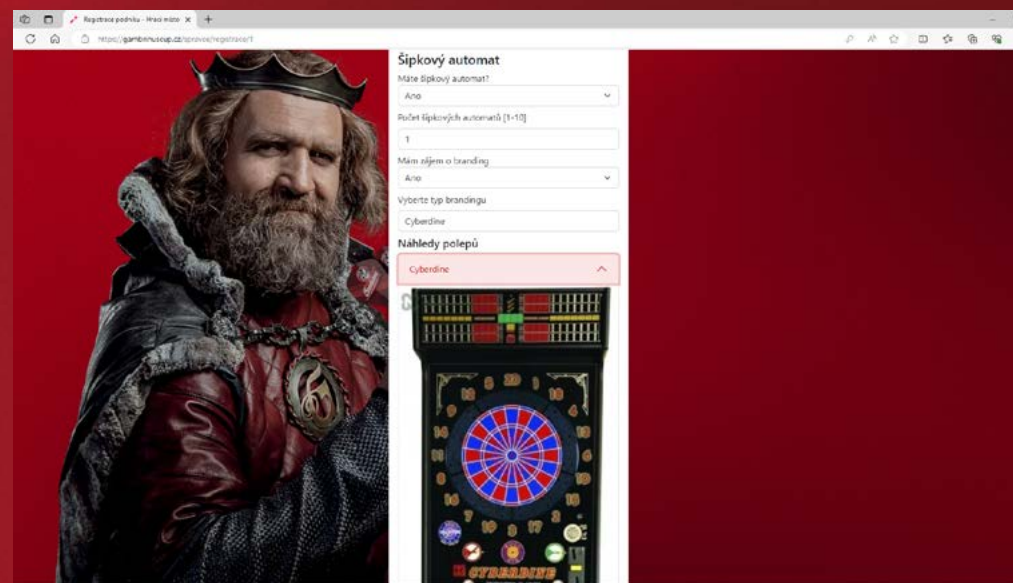 Registrace podniku - Hrací místo
https://gambrinuscup.cz/spravce/registrace/1
Šipkový automat
Máte šipkový automat?
Ano
Počet šipkových automatů [1-10]
1
Mám zájem o branding
Ano
Vyberte typ brandingu
Cyberdine
Náhledy polepů
Cyberdine
CYBERDINE